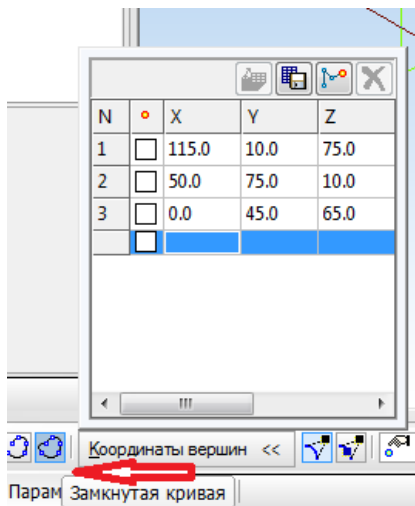 N X Y Z
1 115.0 10.0 75.0
2 50.0 75.0 10.0
3 0.0 45.0 65.0
Координаты вершин <<
Парам
Замкнутая кривая